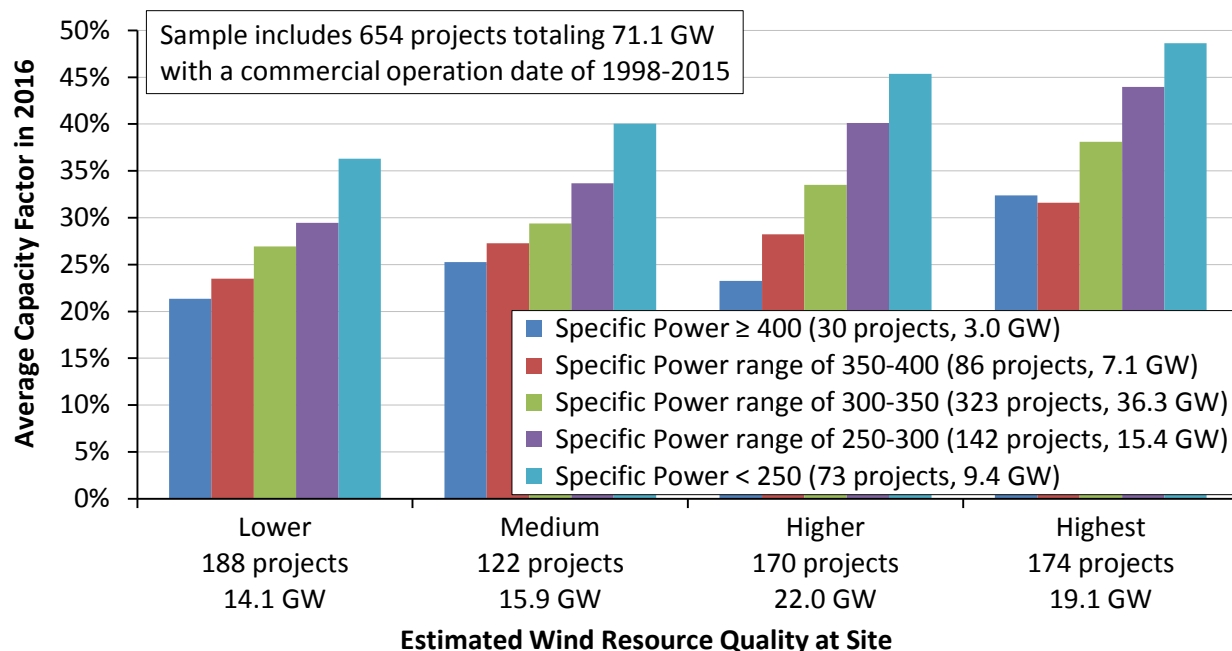 Sample includes 654 projects totaling 71.1 GW
with a commercial operation date of 1998-2015
Average Capacity Factor in 2016
50%
45%
40%
35%
30%
25%
20%
15%
10%
5%
0%
Specific Power ≥ 400 (30 projects, 3.0 GW)
Specific Power range of 350-400 (86 projects, 7.1 GW)
Specific Power range of 300-350 (323 projects, 36.3 GW)
Specific Power range of 250-300 (142 projects, 15.4 GW)
Specific Power < 250 (73 projects, 9.4 GW)
Lower
188 projects
14.1 GW
Medium
122 projects
15.9 GW
Higher
170 projects
22.0 GW
Highest
174 projects
19.1 GW
Estimated Wind Resource Quality at Site